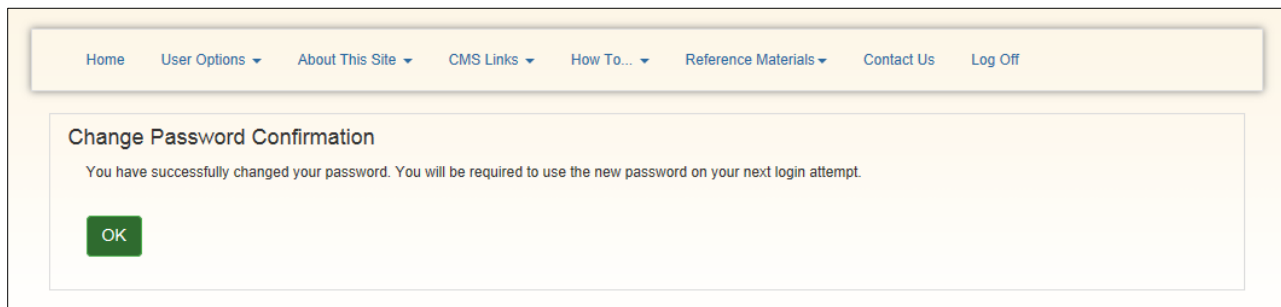 Home User Options About This Site CMS Links How To... Reference Materials Contact Us Log Off
Change Password Confirmation
You have successfully changed your password. You will be required to use the new password on your next login attempt.
OK